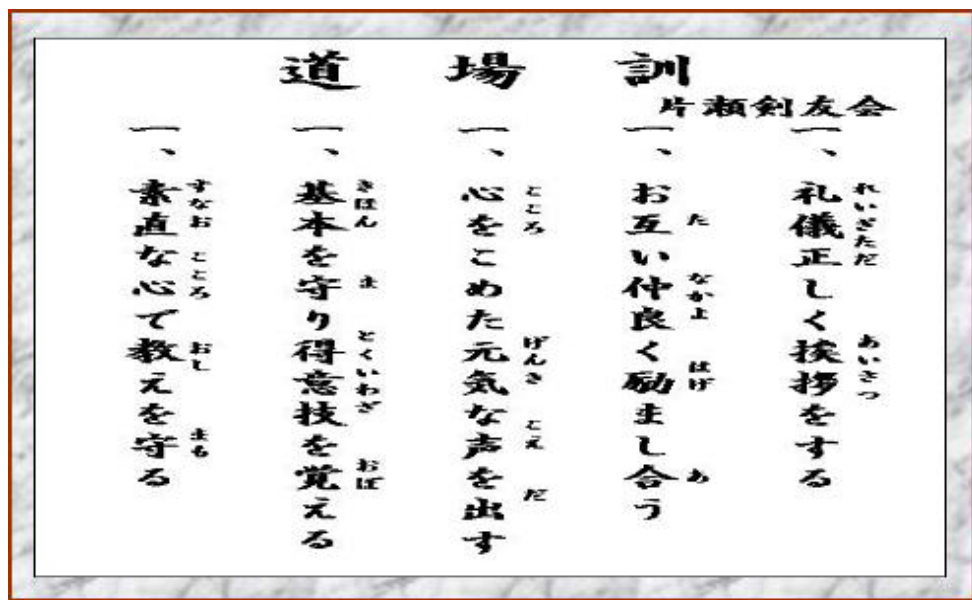 道場訓
片瀬剣友会
一、礼儀正しく挨拶をする
一、お互い仲良く励まし合う
一、心をこめた元気な声を出す
一、基本を守り得意技を覚える
一、素直な心で教えを守る